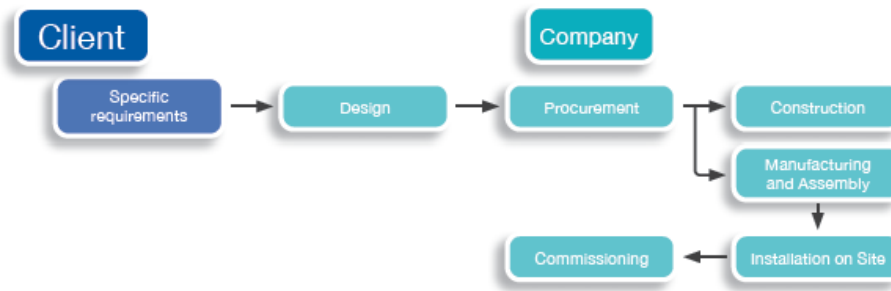 Client
Company
Specific
requirements
Design
Procurement
Construction
Manufacturing
and Assembly
Commissioning
Installation on Site